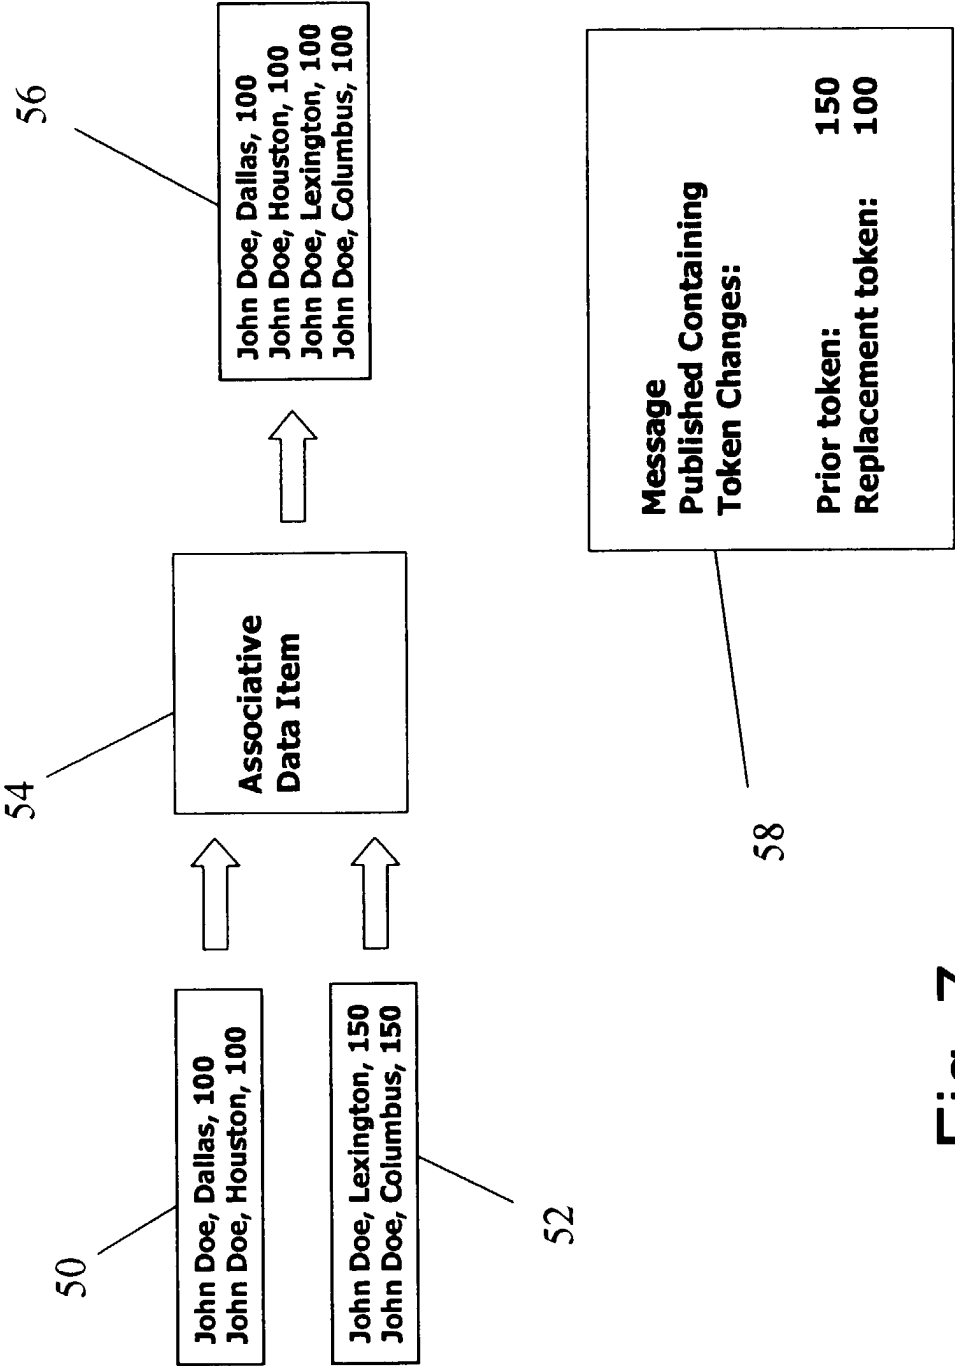 50
John Doe, Dallas, 100
John Doe, Houston, 100
52
John Doe, Lexington, 150
John Doe, Columbus, 150
54
Associative
Data Item
56
John Doe, Dallas, 100
John Doe, Houston, 100
John Doe, Lexington, 100
John Doe, Columbus, 100
58
Message
Published Containing
Token Changes:
Prior token: 150
Replacement token: 100